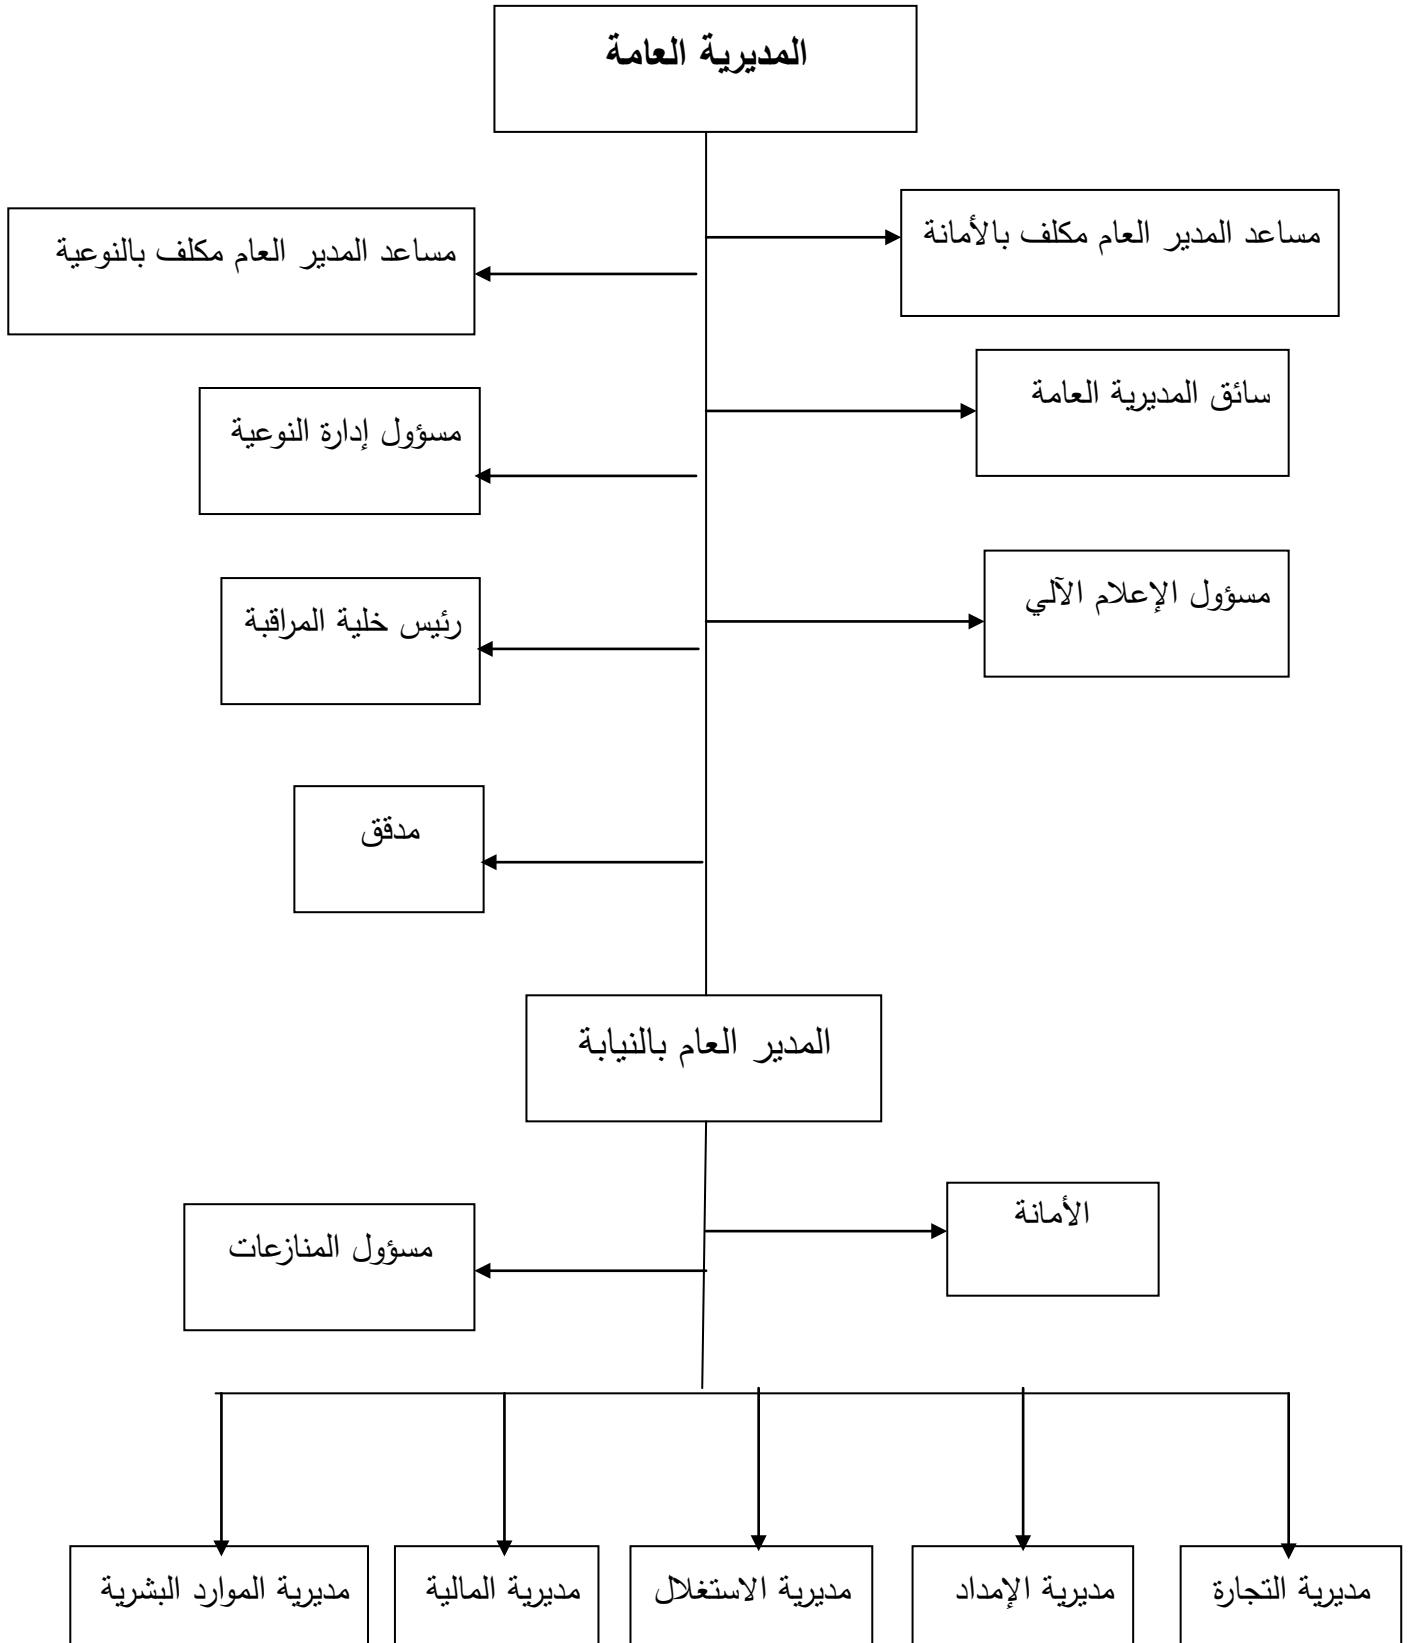 المديرية العامة
مساعد المدير العام مكلف بالأمانة
مساعد المدير العام مكلف بالنوعية
سائق المديرية العامة
مسؤول إدارة النوعية
مسؤول الإعلام الآلي
رئيس خلية المراقبة
مدقق
المدير العام بالنيابة
الأمانة
مسؤول المنازعات
مديرية التجارة
مديرية الإمداد
مديرية الاستغلال
مديرية المالية
مديرية الموارد البشرية